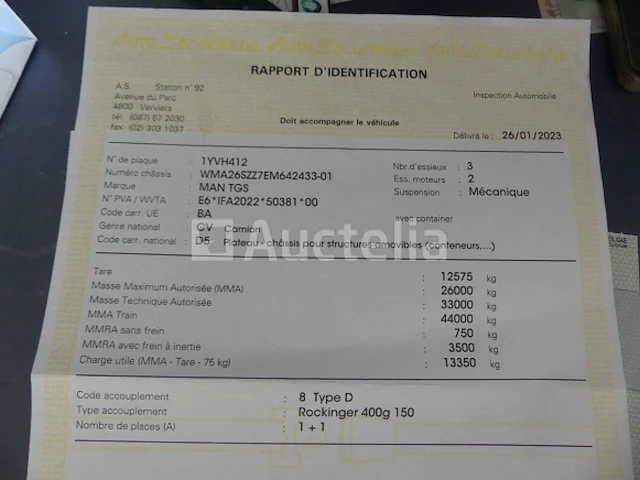 Auto Sécurité Auto Sécurité Auto Sécurité
RAPPORT D'IDENTIFICATION
A.S. Station n° 92
Avenue du Parc
4800 Verviers
tél: (087) 57 2030
fax: (02) 303 1037
Inspection Automobile
Doit accompagner le véhicule
Délivré le : 26/01/2023
N° de plaque : 1YVH412
Nbr.d'essieux : 3
Numéro châssis : WMA26SZZ7EM642433-01
Ess. moteurs : 2
Marque : MAN TGS
Suspension : Mécanique
N° PVA / WVTA : E6*IFA2022*50381*00
Code carr. UE : BA
avec container
Genre national : CV Camion
Code carr. national : D5 Plateau - châssis pour structures amovibles (conteneurs,...)
Auctelia
Tare : 12575 kg
Masse Maximum Autorisée (MMA) : 26000 kg
Masse Technique Autorisée : 33000 kg
MMA Train : 44000 kg
MMRA sans frein : 750 kg
MMRA avec frein à inertie : 3500 kg
Charge utile (MMA - Tare - 75 kg) : 13350 kg
Code accouplement : 8 Type D
Type accouplement : Rockinger 400g 150
Nombre de places (A) : 1 + 1